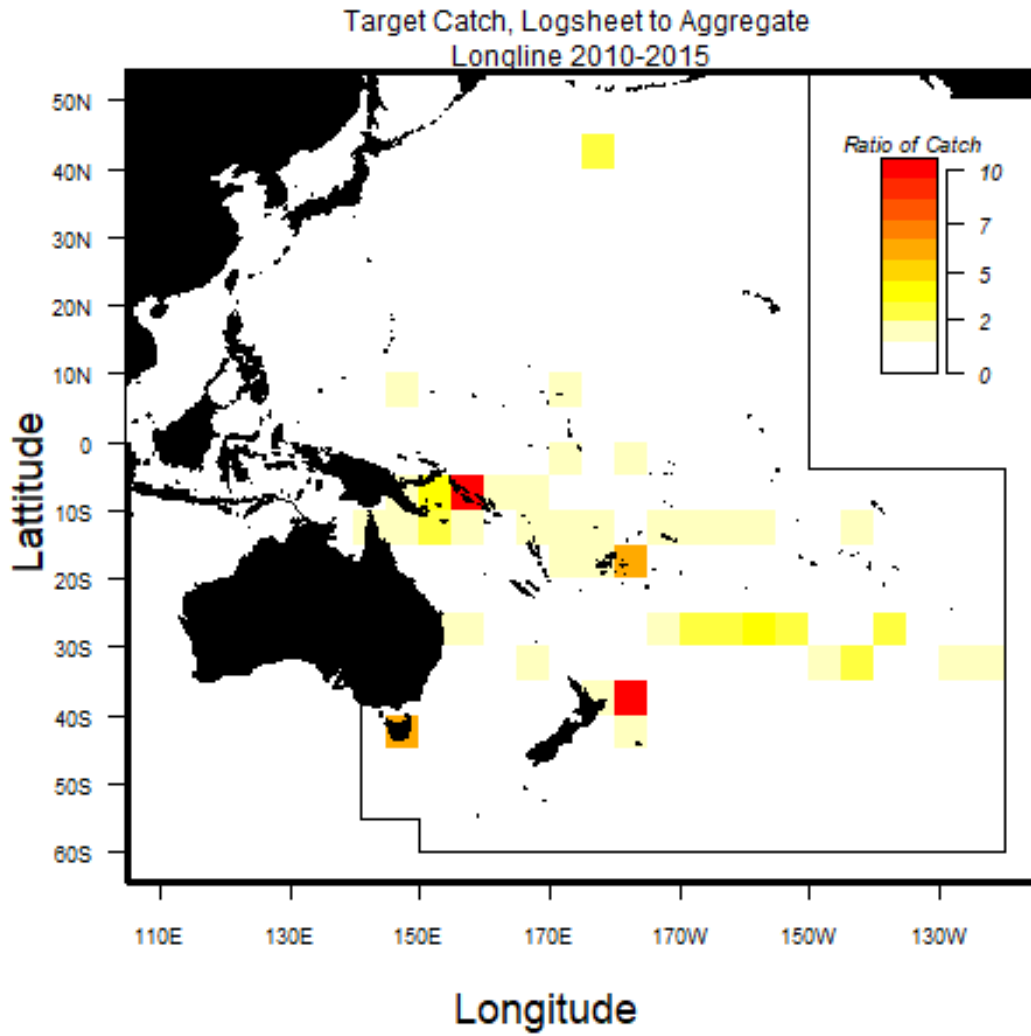 Target Catch, Logsheet to Aggregate
Longline 2010-2015
50N
40N
30N
20N
10N
0
10S
20S
30S
40S
50S
60S
Lattitude
Ratio of Catch
10
7
5
2
0
110E 130E 150E 170E 170W 150W 130W
Longitude